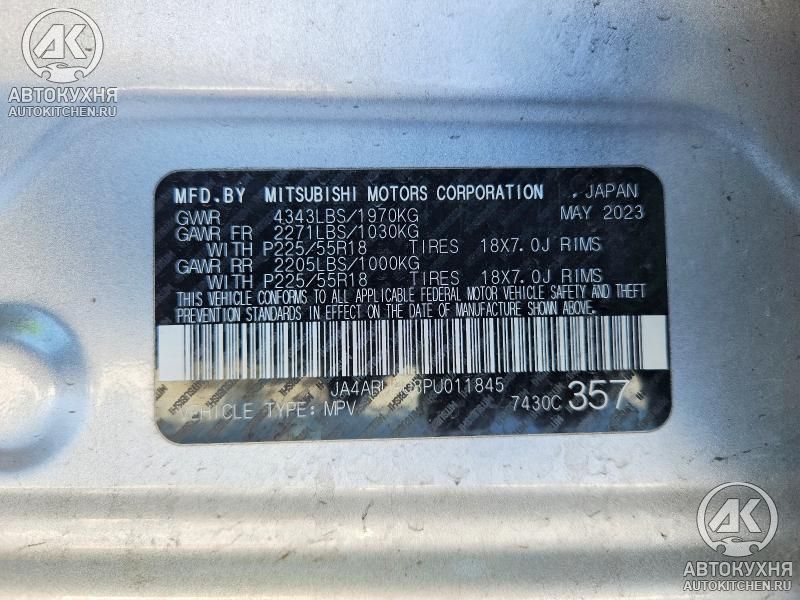 АК
АВТОКУХНЯ
AUTOKITCHEN.RU
MFD.BY MITSUBISHI MOTORS CORPORATION . JAPAN
GVWR 4343LBS/1970KG MAY 2023
GAWR FR 2271LBS/1030KG
WITH P225/55R18 TIRES 18X7.0J RIMS
GAWR RR 2205LBS/1000KG
WITH P225/55R18 TIRES 18X7.0J RIMS
THIS VEHICLE CONFORMS TO ALL APPLICABLE FEDERAL MOTOR VEHICLE SAFETY AND THEFT
PREVENTION STANDARDS IN EFFECT ON THE DATE OF MANUFACTURE SHOWN ABOVE.
VEHICLE TYPE: MPV 7430C 357
АК
АВТОКУХНЯ
AUTOKITCHEN.RU